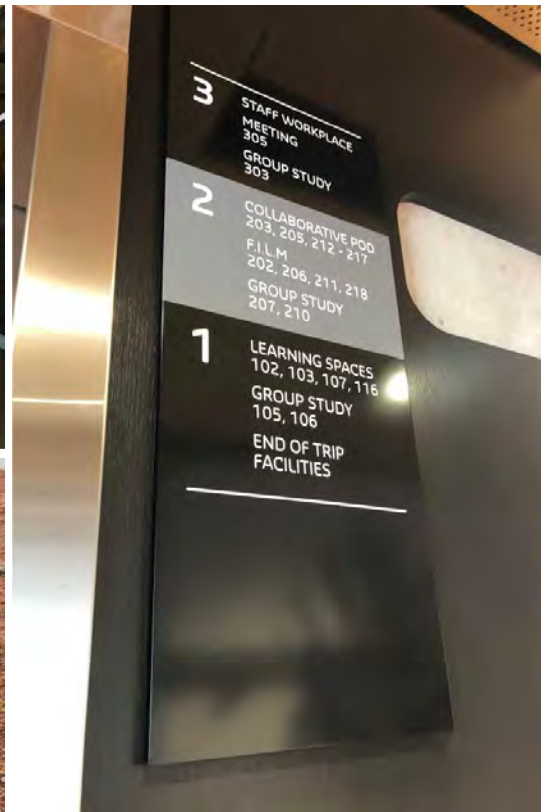 3
STAFF WORKPLACE
MEETING
305
GROUP STUDY
303
2
COLLABORATIVE POD
203, 205, 212 - 217
F.I.L.M
202, 206, 211, 218
GROUP STUDY
207, 210
1
LEARNING SPACES
102, 103, 107, 116
GROUP STUDY
105, 106
END OF TRIP
FACILITIES